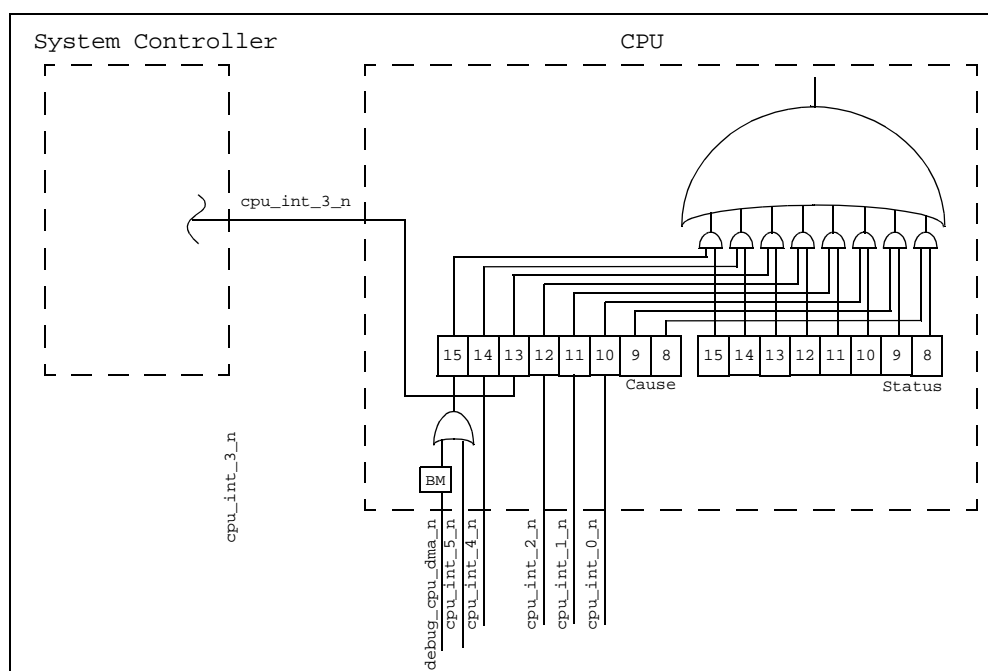 System Controller
CPU
cpu_int_3_n
15 14 13 12 11 10 9 8
15 14 13 12 11 10 9 8
Cause
Status
BM
cpu_int_3_n
debug_cpu_dma_n
cpu_int_5_n
cpu_int_4_n
cpu_int_2_n
cpu_int_1_n
cpu_int_0_n